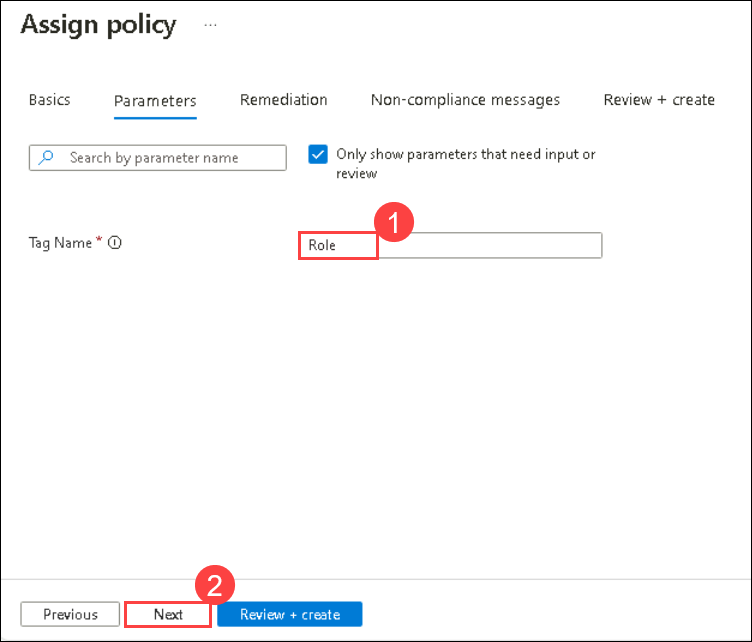 Assign policy ...
Basics Parameters Remediation Non-compliance messages Review + create
Search by parameter name
Only show parameters that need input or
review
Tag Name * Role
1
2
Previous Next Review + create